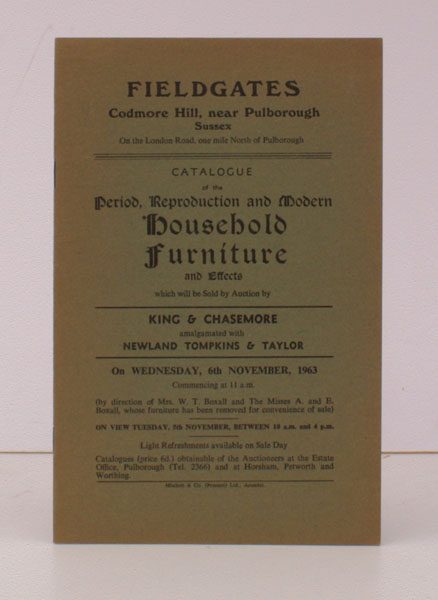 FIELDGATES
Codmore Hill, near Pulborough
Sussex
On the London Road, one mile North of Pulborough
CATALOGUE
of the
Period, Reproduction and Modern
Household
Furniture
and Effects
which will be Sold by Auction by
KING & CHASEMORE
amalgamated with
NEWLAND TOMPKINS & TAYLOR
On WEDNESDAY, 6th NOVEMBER, 1963
Commencing at 11 a.m.
(by direction of Mrs. W. T. Boxall and The Misses A. and E.
Boxall, whose furniture has been removed for convenience of sale)
ON VIEW TUESDAY, 5th NOVEMBER, BETWEEN 10 a.m. and 4 p.m.
Light Refreshments available on Sale Day
Catalogues (price 6d.) obtainable of the Auctioneers at the Estate
Office, Pulborough (Tel. 2366) and at Horsham, Petworth and
Worthing.
Mitchell & Co. (Printers) Ltd., Arundel.